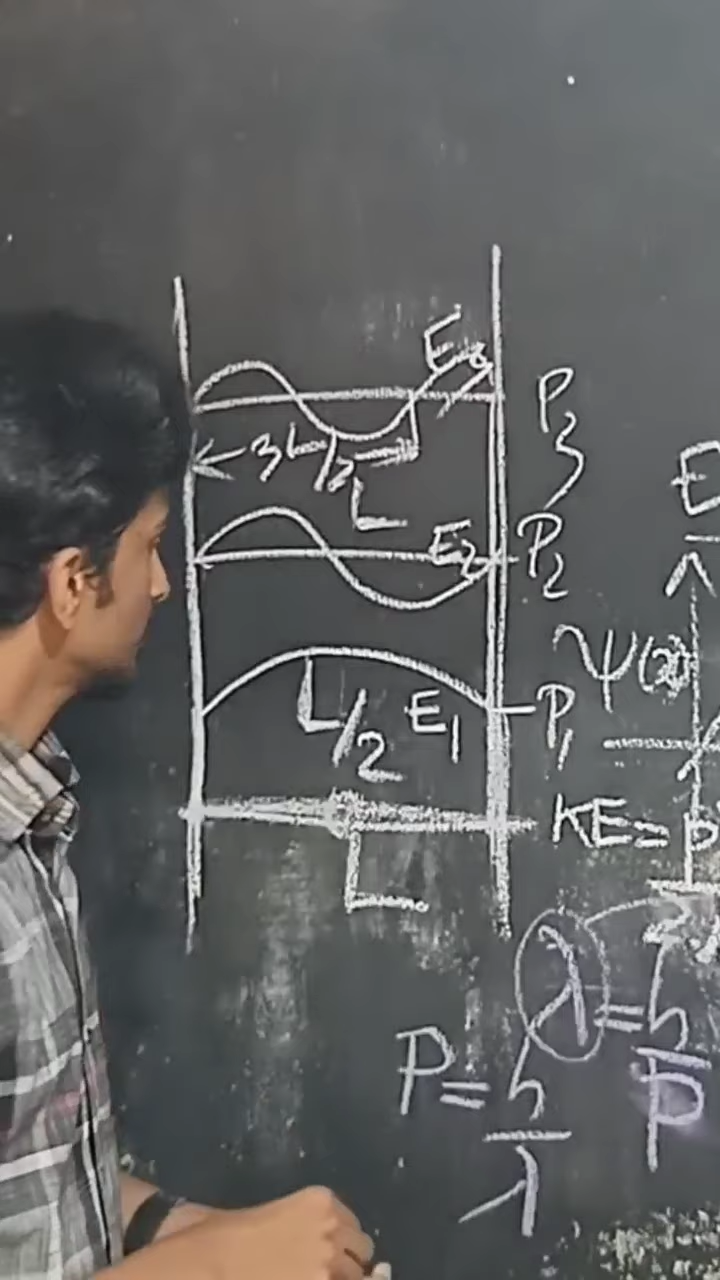 E3
P3
3L/2
L
E2
P2
ψ(x)
L/2 E1
P1
KE= P
L
λ = h/P
P = h/λ
E